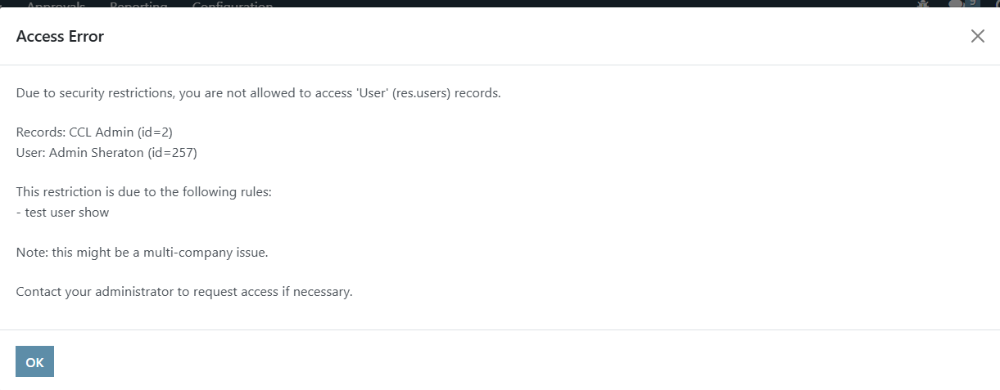 Approvals Reporting Configuration 9
Access Error
Due to security restrictions, you are not allowed to access 'User' (res.users) records.
Records: CCL Admin (id=2)
User: Admin Sheraton (id=257)
This restriction is due to the following rules:
- test user show
Note: this might be a multi-company issue.
Contact your administrator to request access if necessary.
OK